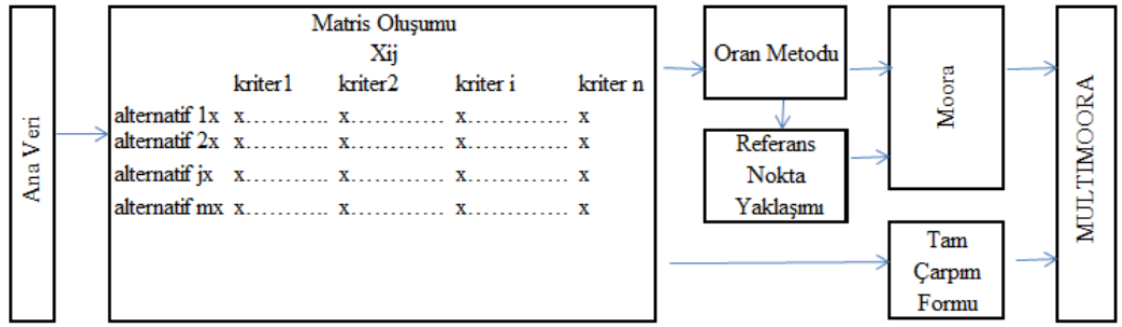 Ana Veri
Matris Oluşumu
Xij
kriter1 kriter2 kriter i kriter n
alternatif 1x x........... x............ x............. x
alternatif 2x x........... x............ x............. x
alternatif jx x........... x............ x............. x
alternatif mx x........... x............ x............. x
Oran Metodu
Referans
Nokta
Yaklaşımı
Moora
Tam
Çarpım
Formu
MULTIMOORA